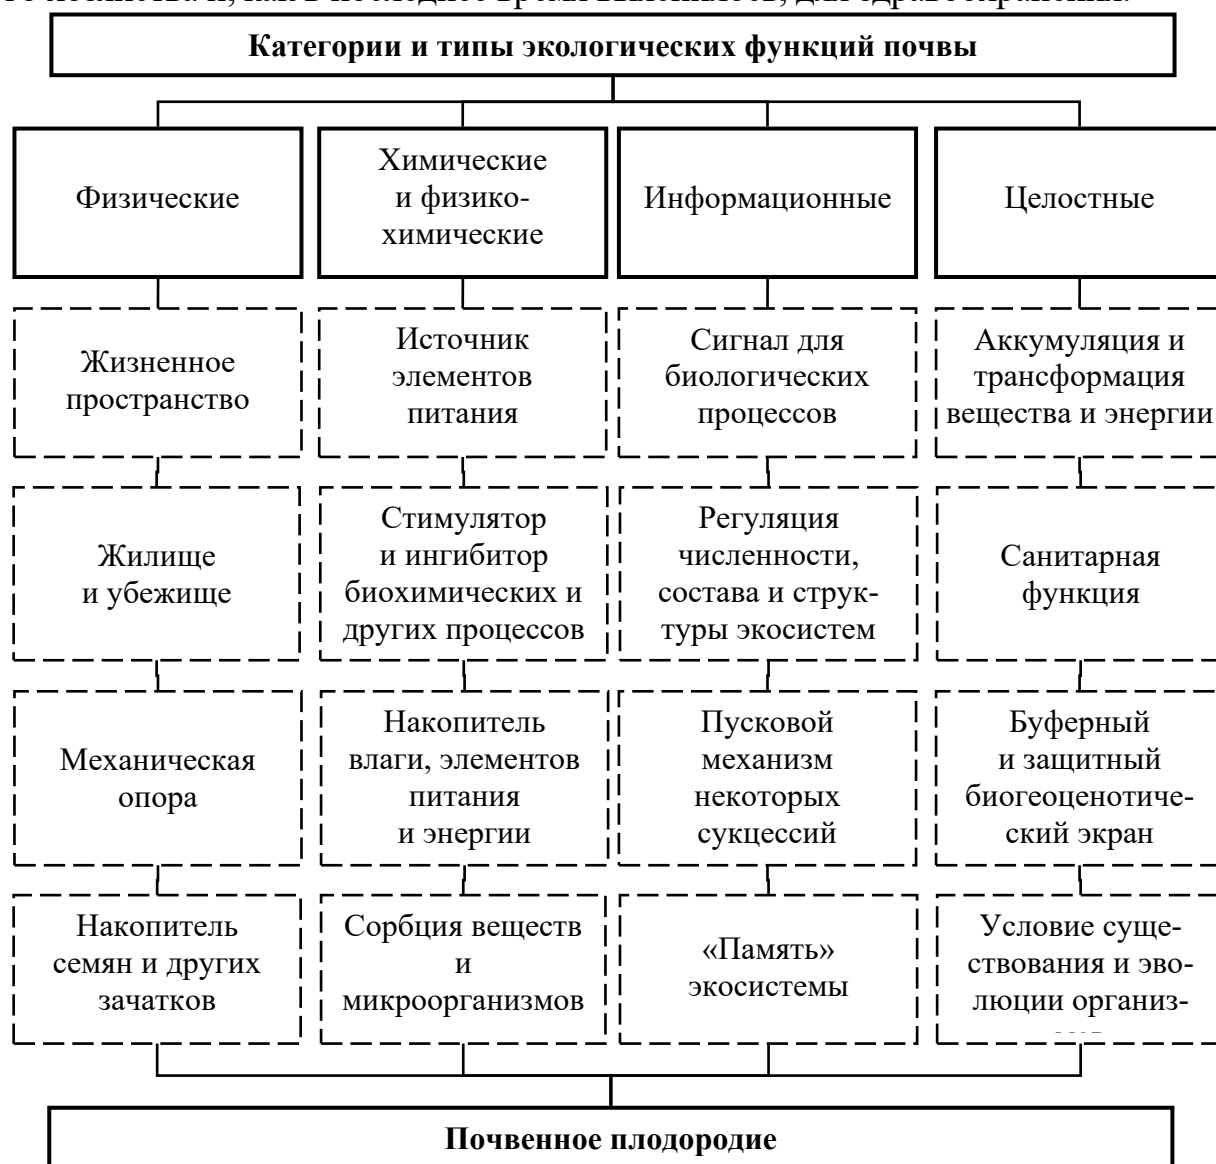 Категории и типы экологических функций почвы
Физические
Химические
и физико-
химические
Информационные
Целостные
Жизненное
пространство
Источник
элементов
питания
Сигнал для
биологических
процессов
Аккумуляция и
трансформация
вещества и энергии
Жилище
и убежище
Стимулятор
и ингибитор
биохимических и
других процессов
Регуляция
численности,
состава и струк-
туры экосистем
Санитарная
функция
Механическая
опора
Накопитель
влаги, элементов
питания
и энергии
Пусковой
механизм
некоторых
сукцессий
Буферный
и защитный
биогеоценотиче-
ский экран
Накопитель
семян и других
зачатков
Сорбция веществ
и
микроорганизмов
«Память»
экосистемы
Условие суще-
ствования и эво-
люции организ-
Почвенное плодородие